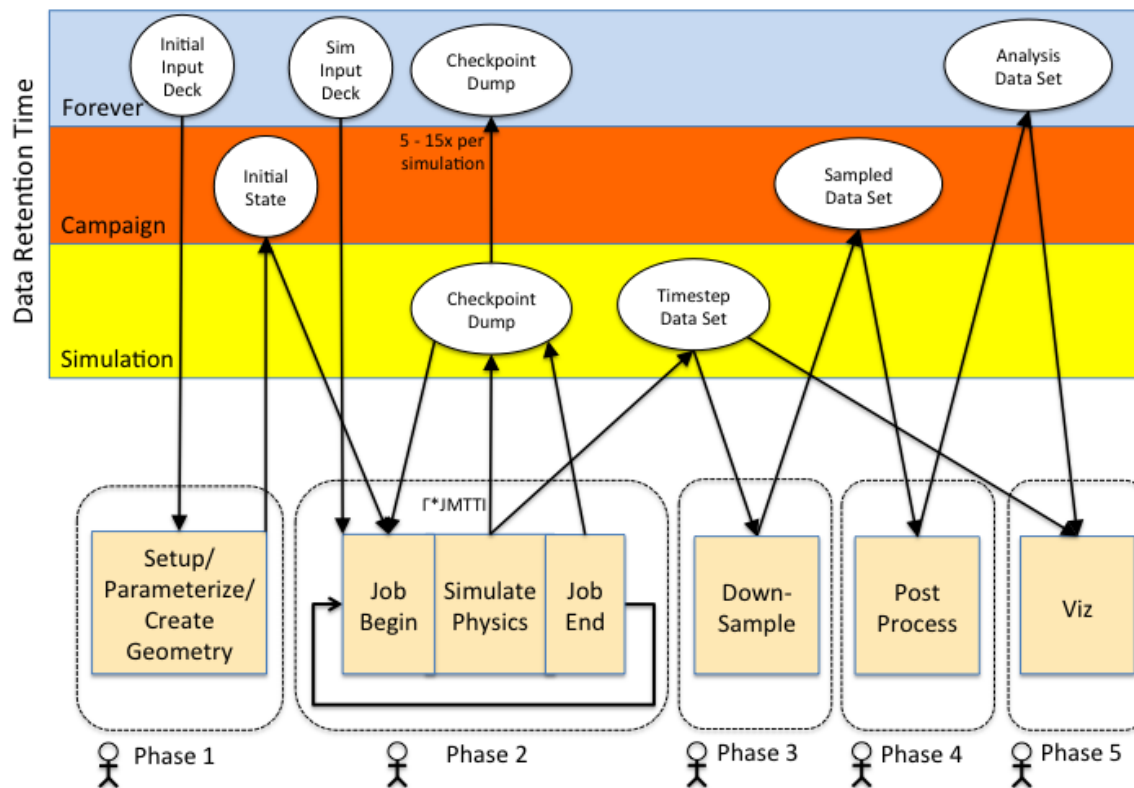 Data Retention Time
Initial
Input
Deck
Sim
Input
Deck
Checkpoint
Dump
Analysis
Data Set
Forever
5 - 15x per
simulation
Initial
State
Sampled
Data Set
Campaign
Checkpoint
Dump
Timestep
Data Set
Simulation
Γ*JMTTI
Setup/
Parameterize/
Create
Geometry
Job
Begin
Simulate
Physics
Job
End
Down-
Sample
Post
Process
Viz
Phase 1
Phase 2
Phase 3
Phase 4
Phase 5